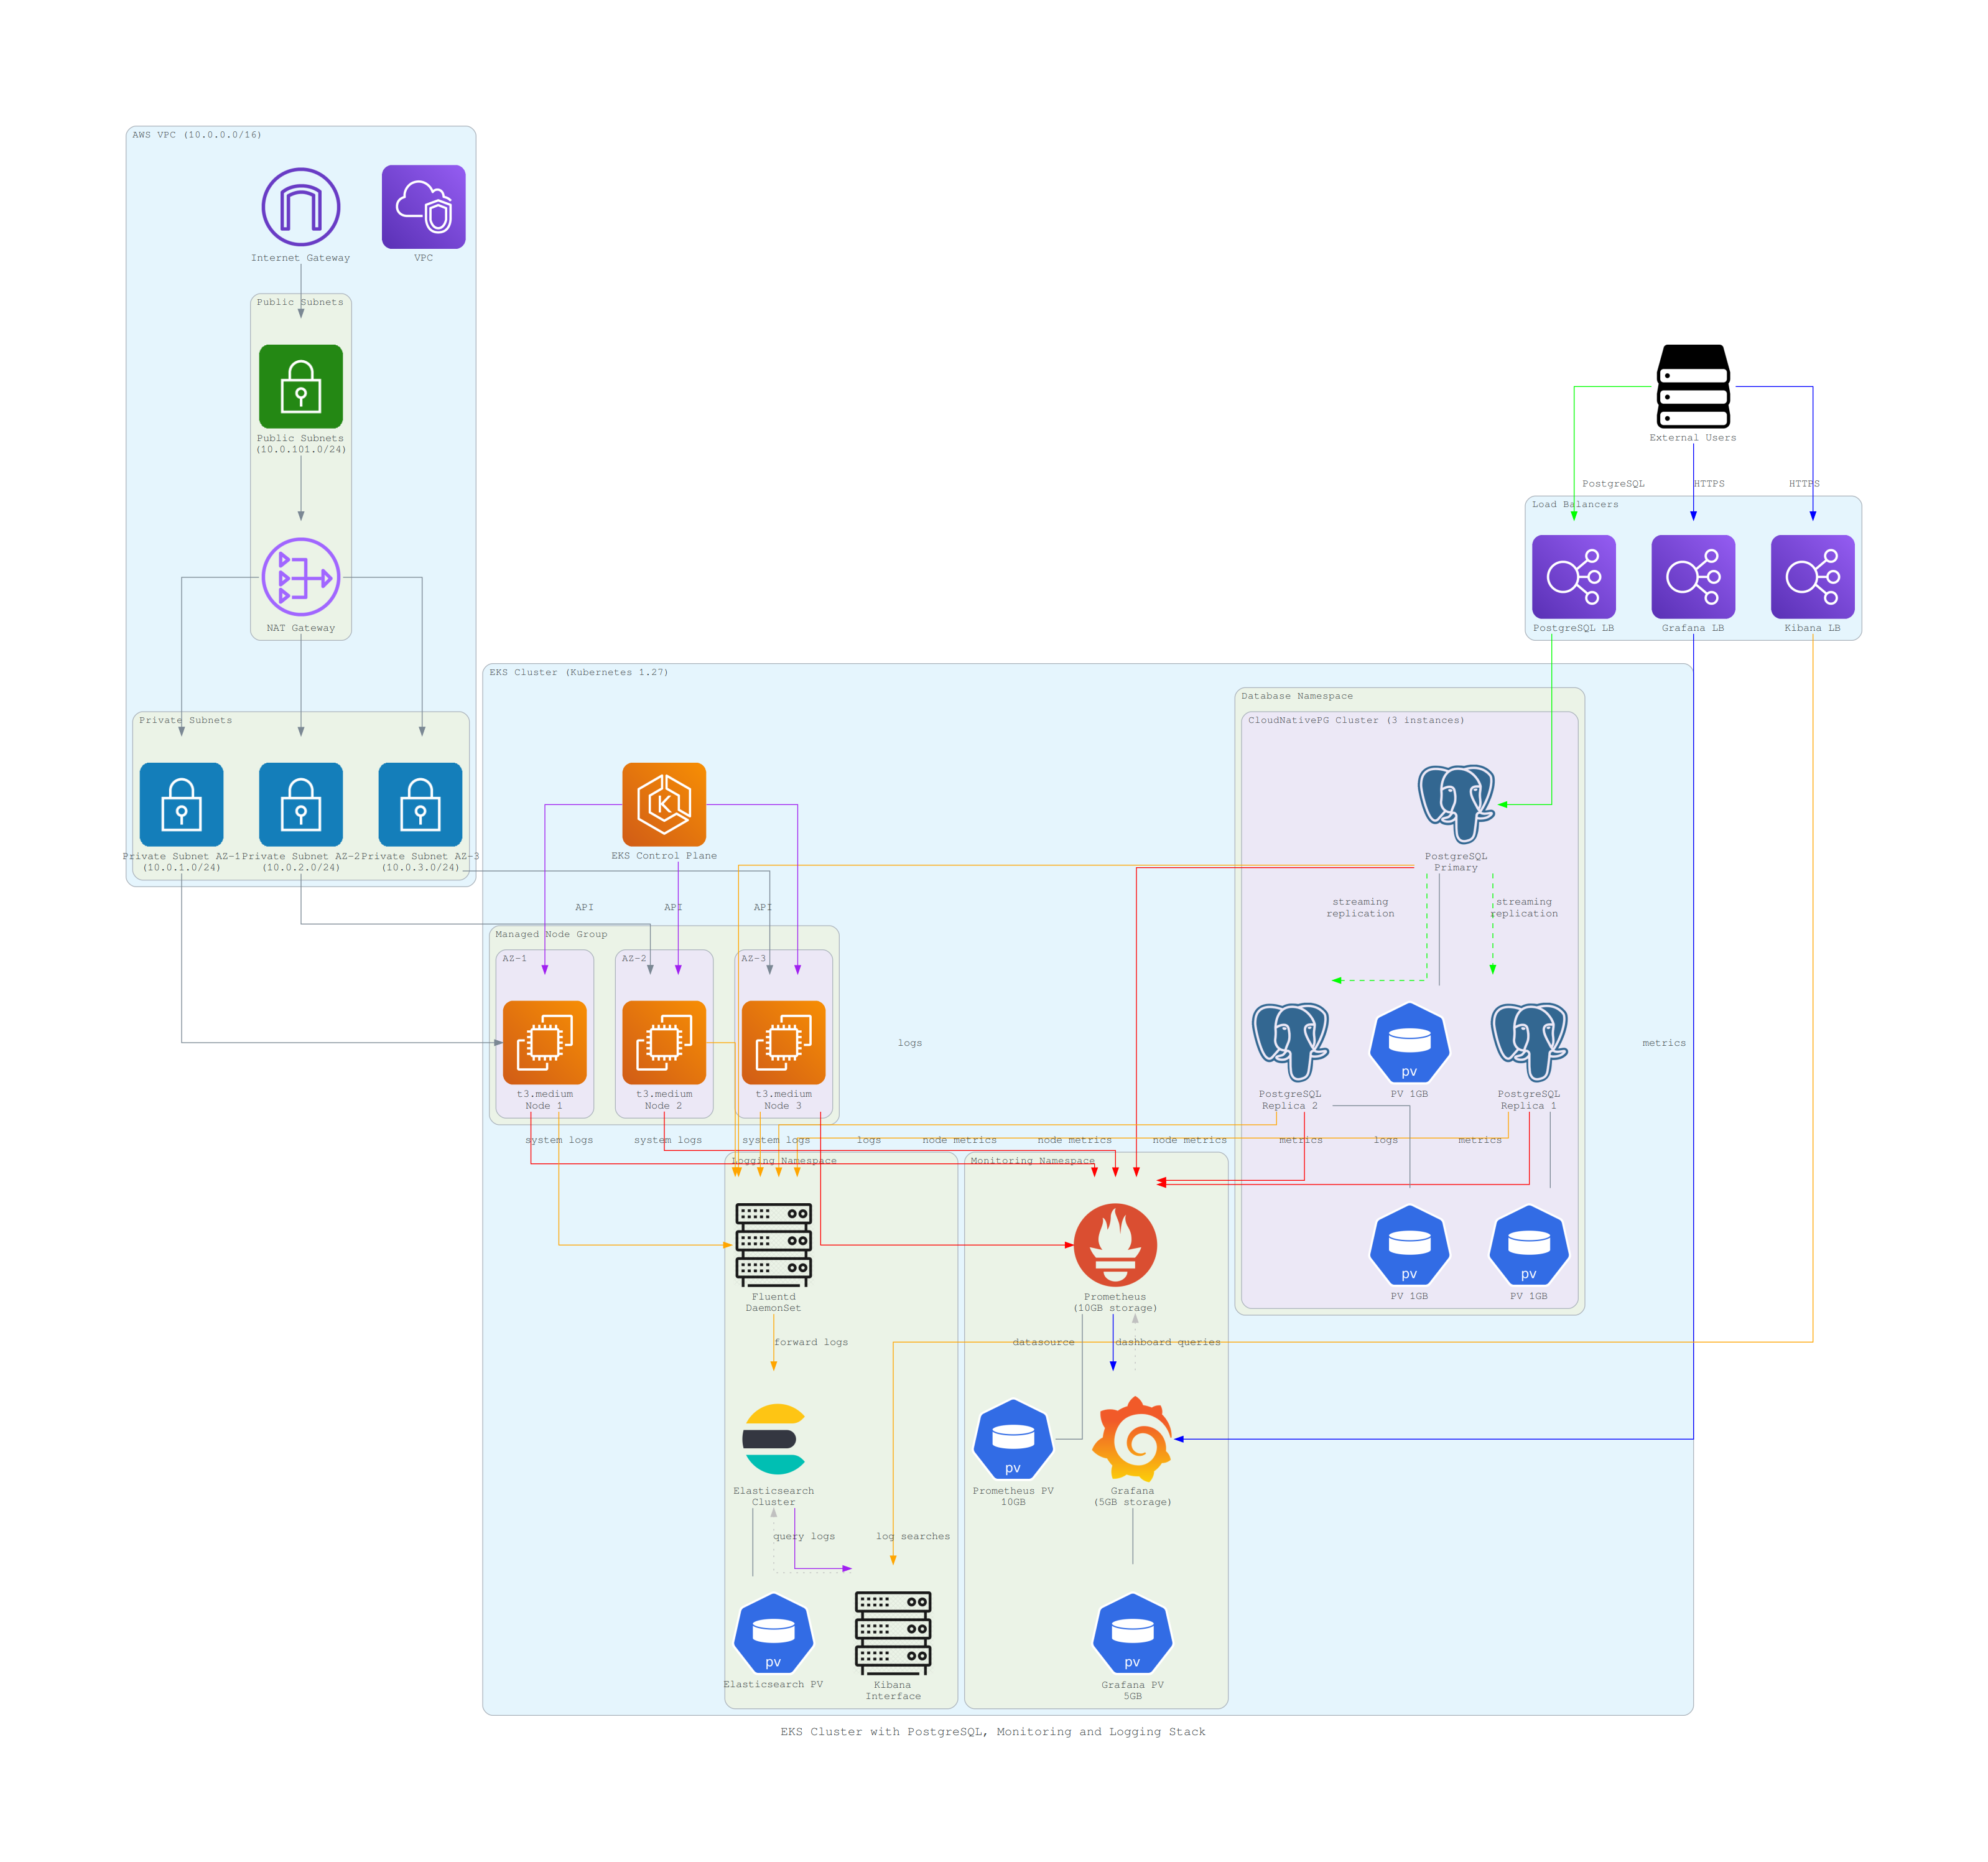 AWS VPC (10.0.0.0/16)
Internet Gateway
VPC
Public Subnets
Public Subnets
(10.0.101.0/24)
NAT Gateway
Private Subnets
Private Subnet AZ-1
(10.0.1.0/24)
Private Subnet AZ-2
(10.0.2.0/24)
Private Subnet AZ-3
(10.0.3.0/24)
External Users
PostgreSQL
HTTPS
HTTPS
Load Balancers
PostgreSQL LB
Grafana LB
Kibana LB
EKS Cluster (Kubernetes 1.27)
EKS Control Plane
API
API
API
Managed Node Group
AZ-1
AZ-2
AZ-3
t3.medium
Node 1
t3.medium
Node 2
t3.medium
Node 3
Database Namespace
CloudNativePG Cluster (3 instances)
PostgreSQL
Primary
streaming
replication
streaming
replication
logs
metrics
PostgreSQL
Replica 2
pv
PV 1GB
PostgreSQL
Replica 1
system logs
system logs
system logs
logs
node metrics
node metrics
node metrics
metrics
logs
metrics
pv
PV 1GB
pv
PV 1GB
Logging Namespace
Fluentd
DaemonSet
forward logs
Elasticsearch
Cluster
query logs
log searches
pv
Elasticsearch PV
Kibana
Interface
Monitoring Namespace
Prometheus
(10GB storage)
datasource
dashboard queries
pv
Prometheus PV
10GB
Grafana
(5GB storage)
pv
Grafana PV
5GB
EKS Cluster with PostgreSQL, Monitoring and Logging Stack